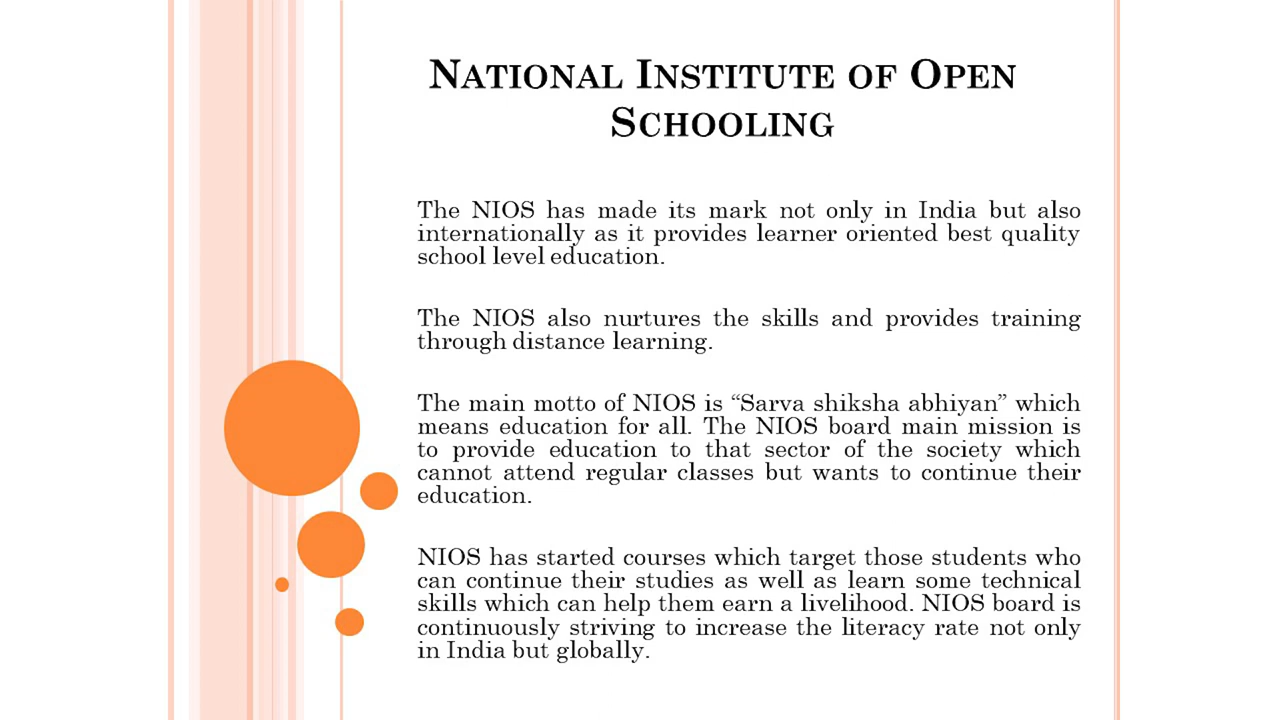 NATIONAL INSTITUTE OF OPEN
SCHOOLING
The NIOS has made its mark not only in India but also
internationally as it provides learner oriented best quality
school level education.
The NIOS also nurtures the skills and provides training
through distance learning.
The main motto of NIOS is “Sarva shiksha abhiyan” which
means education for all. The NIOS board main mission is
to provide education to that sector of the society which
cannot attend regular classes but wants to continue their
education.
NIOS has started courses which target those students who
can continue their studies as well as learn some technical
skills which can help them earn a livelihood. NIOS board is
continuously striving to increase the literacy rate not only
in India but globally.